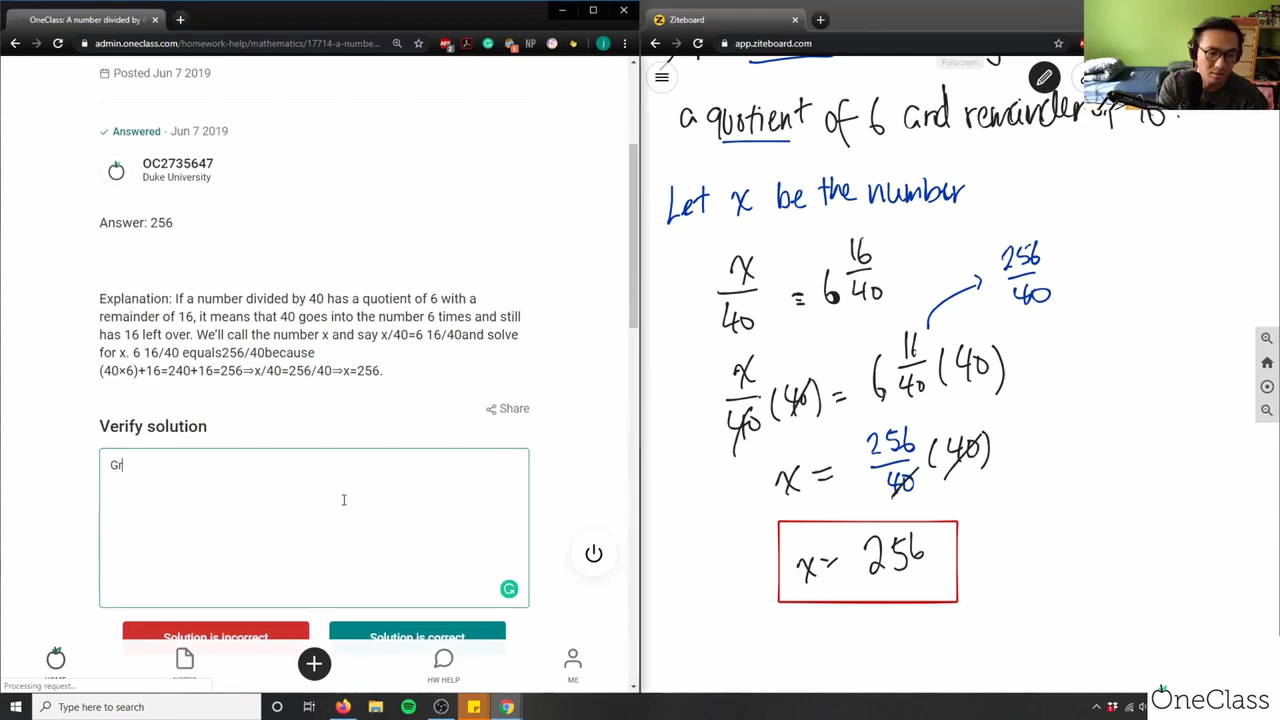 OneClass: A number divided by 4
admin.oneclass.com/homework-help/mathematics/17714-a-numbe...
Posted Jun 7 2019
Answered - Jun 7 2019
OC2735647
Duke University
Answer: 256
Explanation: If a number divided by 40 has a quotient of 6 with a
remainder of 16, it means that 40 goes into the number 6 times and still
has 16 left over. We'll call the number x and say x/40=6 16/40and solve
for x. 6 16/40 equals256/40because
(40×6)+16=240+16=256⇒x/40=256/40⇒x=256.
Share
Verify solution
Gr
Solution is incorrect
Solution is correct
HW HELP
ME
Processing request...
Type here to search
Ziteboard
app.ziteboard.com
Fullscreen
a quotient of 6 and remainder of
Let x be the number
x/40 = 6 16/40
256/40
x/40 (40) = 6 16/40 (40)
x = 256/40 (40)
x = 256
OneClass